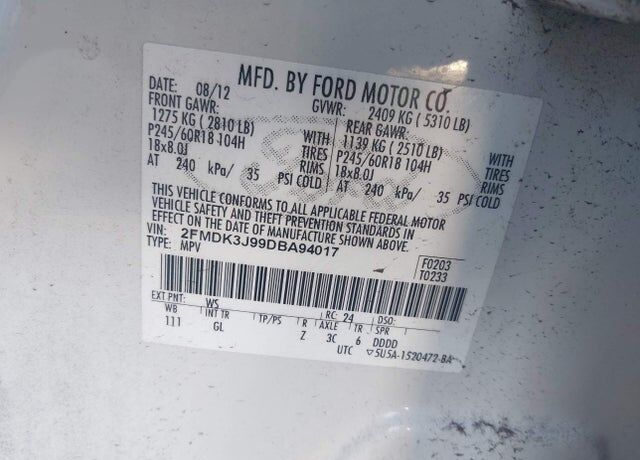 MFD. BY FORD MOTOR CO.
DATE: 08/12 GVWR: 2409 KG ( 5310 LB)
FRONT GAWR: REAR GAWR:
1275 KG ( 2810 LB) WITH 1139 KG ( 2510 LB) WITH
P245/60R18 104H TIRES P245/60R18 104H TIRES
18x8.0J RIMS 18x8.0J RIMS
AT 240 kPa/ 35 PSI COLD AT 240 kPa/ 35 PSI COLD
THIS VEHICLE CONFORMS TO ALL APPLICABLE FEDERAL MOTOR
VEHICLE SAFETY AND THEFT PREVENTION STANDARDS IN
EFFECT ON THE DATE OF MANUFACTURE SHOWN ABOVE.
VIN: 2FMDK3J99DBA94017
TYPE: MPV
F0203
T0233
EXT PNT: WS RC: 24 DSO:
WB INT TR TP/PS R AXLE TR SPR
111 GL Z 3C 6 DDDD
UTC ▽5U5A-1520472-BA